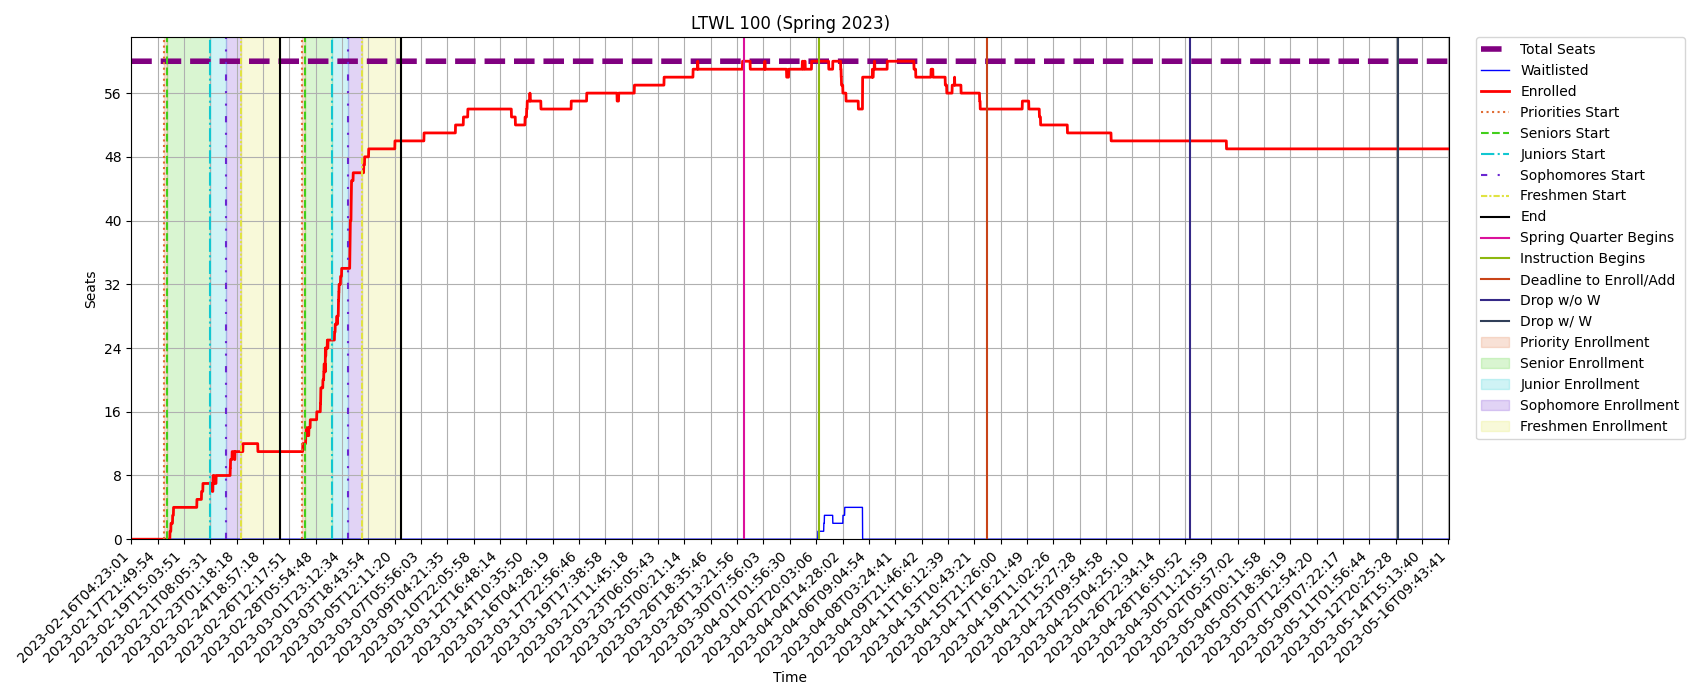 LTWL 100 (Spring 2023)
Seats
56
48
40
32
24
16
8
0
2023-02-16T04:23:01
2023-02-17T21:49:54
2023-02-19T15:03:51
2023-02-21T08:05:31
2023-02-23T01:18:18
2023-02-24T18:57:18
2023-02-26T12:17:51
2023-02-28T05:54:48
2023-03-01T23:12:34
2023-03-03T18:43:54
2023-03-05T12:11:20
2023-03-07T05:56:03
2023-03-09T04:21:35
2023-03-10T22:05:58
2023-03-12T16:48:14
2023-03-14T10:35:50
2023-03-16T04:28:19
2023-03-17T22:56:46
2023-03-19T17:38:58
2023-03-21T11:45:18
2023-03-23T06:05:43
2023-03-25T00:21:14
2023-03-26T18:35:46
2023-03-28T13:21:56
2023-03-30T07:56:03
2023-04-01T01:56:30
2023-04-02T20:03:06
2023-04-04T14:28:02
2023-04-06T09:04:54
2023-04-08T03:24:41
2023-04-09T21:46:42
2023-04-11T16:12:39
2023-04-13T10:43:21
2023-04-15T21:26:00
2023-04-17T16:21:49
2023-04-19T11:02:26
2023-04-21T15:27:28
2023-04-23T09:54:58
2023-04-25T04:25:10
2023-04-26T22:34:14
2023-04-28T16:50:52
2023-04-30T11:21:59
2023-05-02T05:57:02
2023-05-04T00:11:58
2023-05-05T18:36:19
2023-05-07T12:54:20
2023-05-09T07:22:17
2023-05-11T01:56:44
2023-05-12T20:25:28
2023-05-14T15:13:40
2023-05-16T09:43:41
Time
Total Seats
Waitlisted
Enrolled
Priorities Start
Seniors Start
Juniors Start
Sophomores Start
Freshmen Start
End
Spring Quarter Begins
Instruction Begins
Deadline to Enroll/Add
Drop w/o W
Drop w/ W
Priority Enrollment
Senior Enrollment
Junior Enrollment
Sophomore Enrollment
Freshmen Enrollment